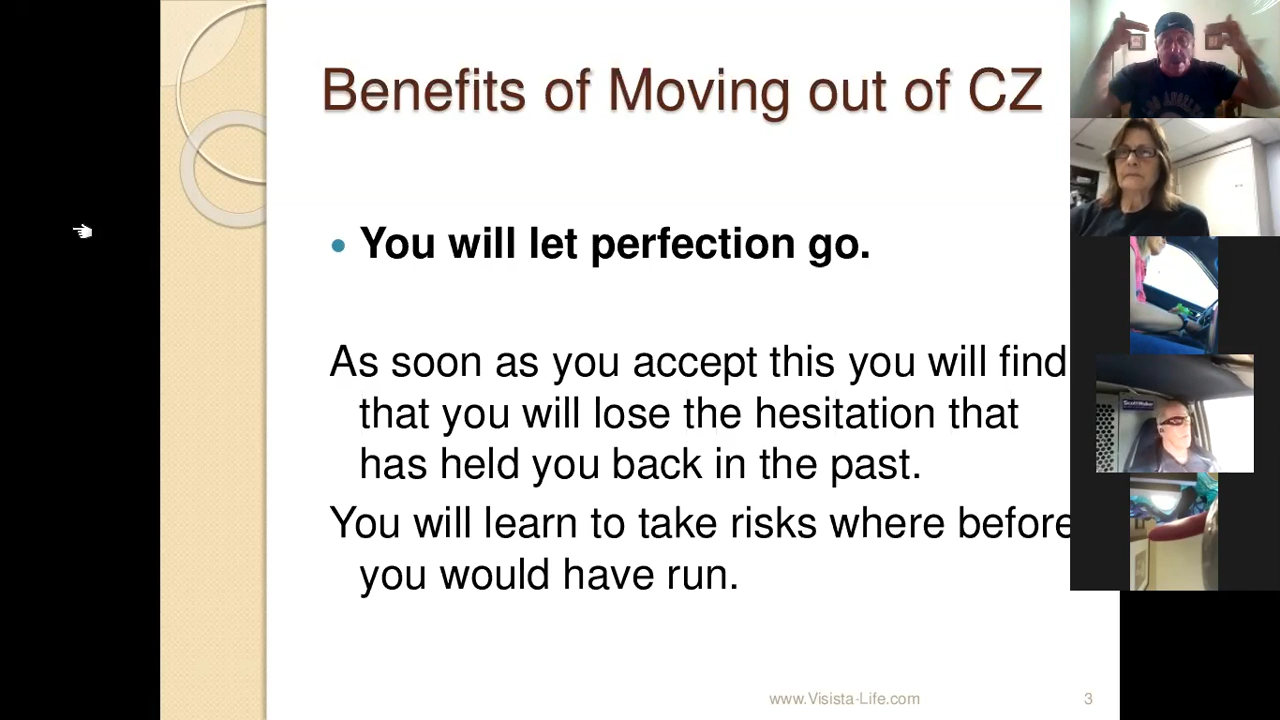 Benefits of Moving out of CZ
• You will let perfection go.
As soon as you accept this you will find
that you will lose the hesitation that
has held you back in the past.
You will learn to take risks where before
you would have run.
www.Visista-Life.com
3
ScottWalker